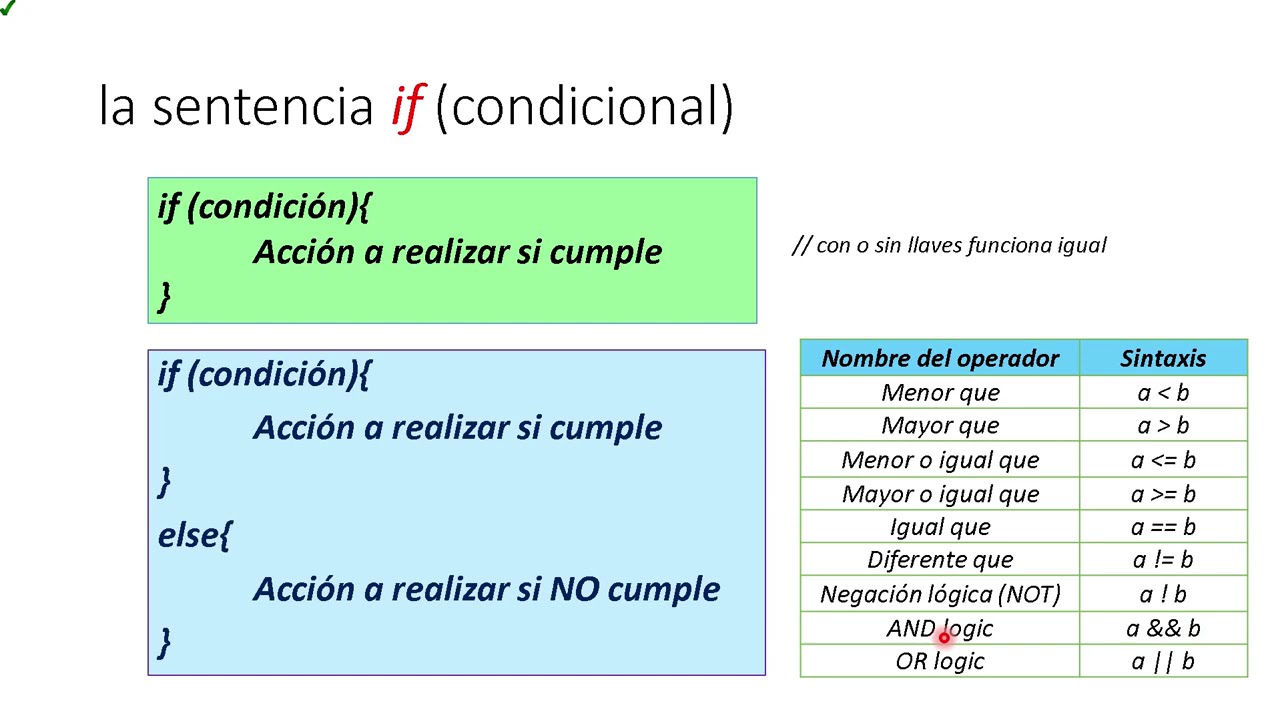 la sentencia if (condicional)
if (condición){
Acción a realizar si cumple
}
// con o sin llaves funciona igual
if (condición){
Acción a realizar si cumple
}
else{
Acción a realizar si NO cumple
}
Nombre del operador Sintaxis
Menor que a < b
Mayor que a > b
Menor o igual que a <= b
Mayor o igual que a >= b
Igual que a == b
Diferente que a != b
Negación lógica (NOT) a ! b
AND logic a && b
OR logic a || b